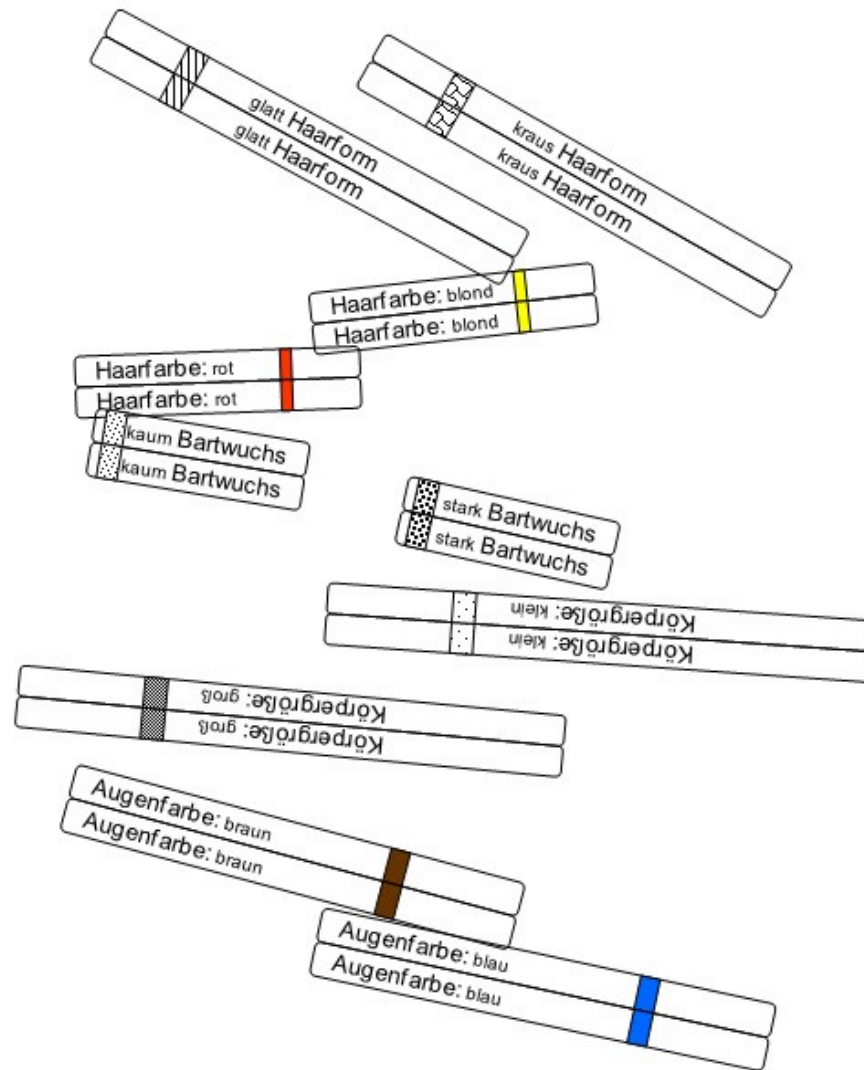 glatt Haarform
glatt Haarform
kraus Haarform
kraus Haarform
Haarfarbe: blond
Haarfarbe: blond
Haarfarbe: rot
Haarfarbe: rot
kaum Bartwuchs
kaum Bartwuchs
stark Bartwuchs
stark Bartwuchs
Körpergröße: klein
Körpergröße: klein
Körpergröße: groß
Körpergröße: groß
Augenfarbe: braun
Augenfarbe: braun
Augenfarbe: blau
Augenfarbe: blau